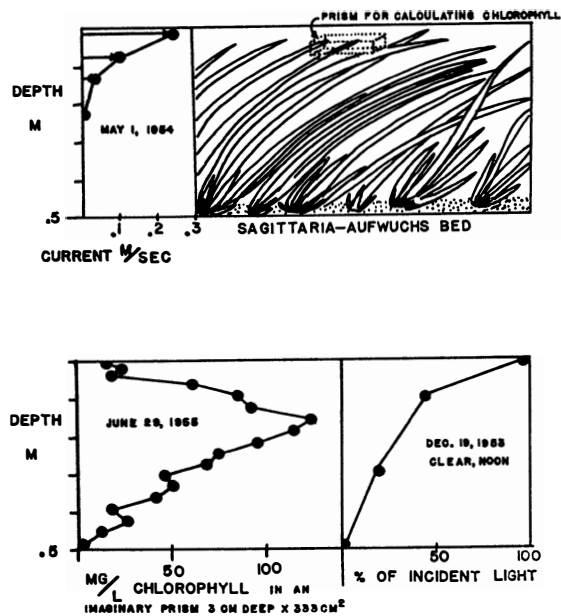 PRISM FOR CALOULATING CHLOROPHYLL
DEPTH
M
MAY 1, 1954
.5
.1 .2 .3
CURRENT M/SEC
SAGITTARIA-AUFWUCHS BED
DEPTH
M
JUNE 29, 1955
DEC. 19, 1953
CLEAR, NOON
.5
50 100
50 100
MG/L CHLOROPHYLL IN AN
IMAGINARY PRISM 3 CM DEEP X 333 CM²
% OF INCIDENT LIGHT